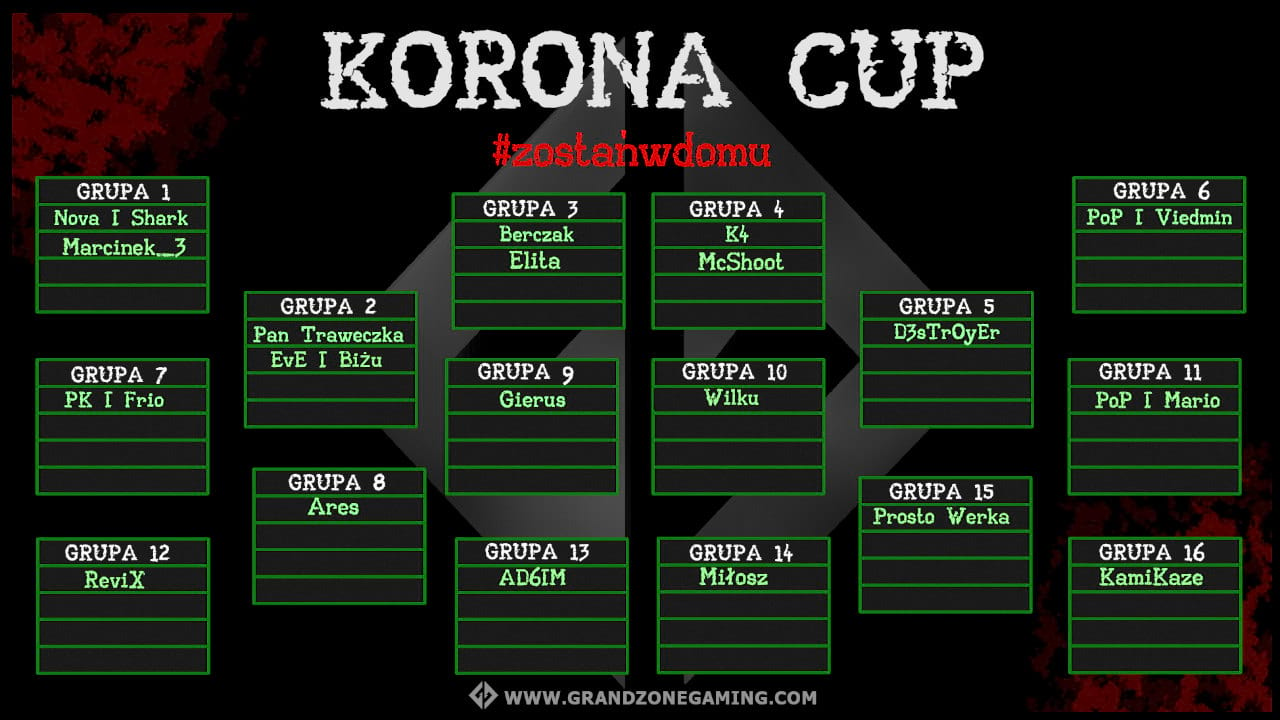 KORONA CUP
#zostańwdomu
GRUPA 1
Nova I Shark
Marcinek_3
GRUPA 2
Pan Traweczka
EvE I Biżu
GRUPA 3
Berczak
Elita
GRUPA 4
K4
McShoot
GRUPA 5
D3sTrOyEr
GRUPA 6
PoP I Viedmin
GRUPA 7
PK I Frio
GRUPA 8
Ares
GRUPA 9
Gierus
GRUPA 10
Wilku
GRUPA 11
PoP I Mario
GRUPA 12
ReviX
GRUPA 13
AD6IM
GRUPA 14
Miłosz
GRUPA 15
Prosto Werka
GRUPA 16
KamiKaze
WWW.GRANDZONEGAMING.COM